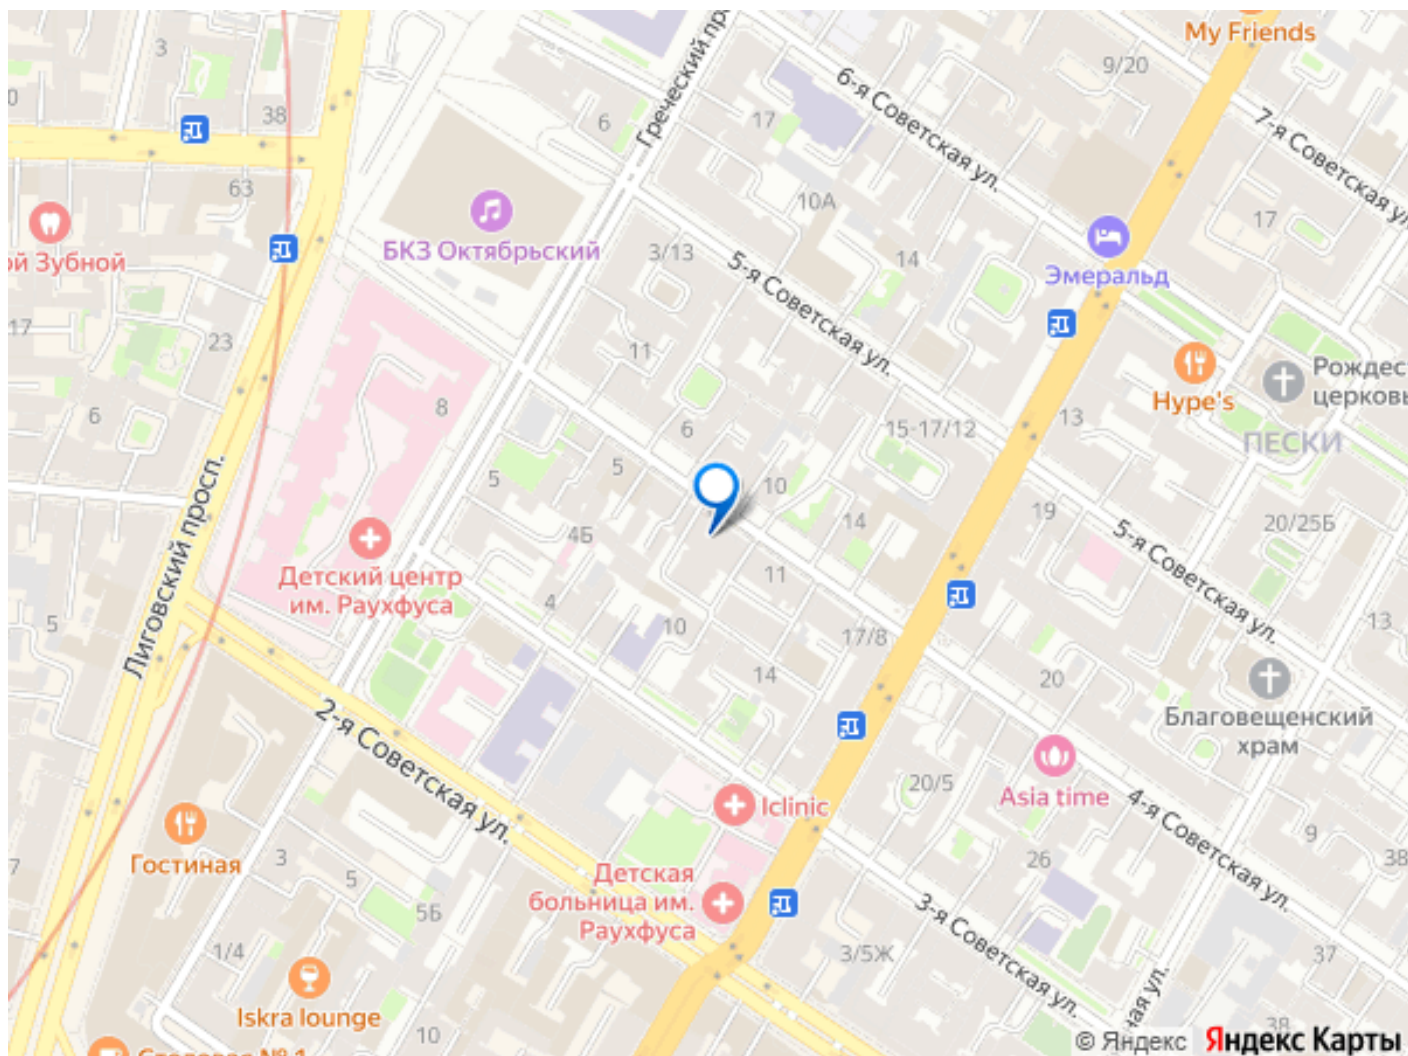 My Friends
9/20
3
38
6
17
6-я Советская ул.
7-я Советская ул.
Греческий
63
10А
17
БКЗ Октябрьский
3/13
14
5-я Советская ул.
Эмеральд
ой Зубной
17
23
11
8
6
6
5
5
15-17/12
13
Hype's
Рождес
церковь
ПЕСКИ
10
14
19
20/25Б
5-я Советская ул.
Лиговский просп.
Детский центр
им. Раухфуса
4Б
4
11
10
17/8
5
13
14
20
2-я Советская ул.
Благовещенский
храм
Iclinic
20/5
Asia time
4-я Советская ул.
Гостиная
3
5
5Б
Детская
больница им.
Раухфуса
26
9
38
7
1/4
3/5Ж
3-я Советская ул.
37
Iskra lounge
10
ная ул.
38
© Яндекс Яндекс Карты